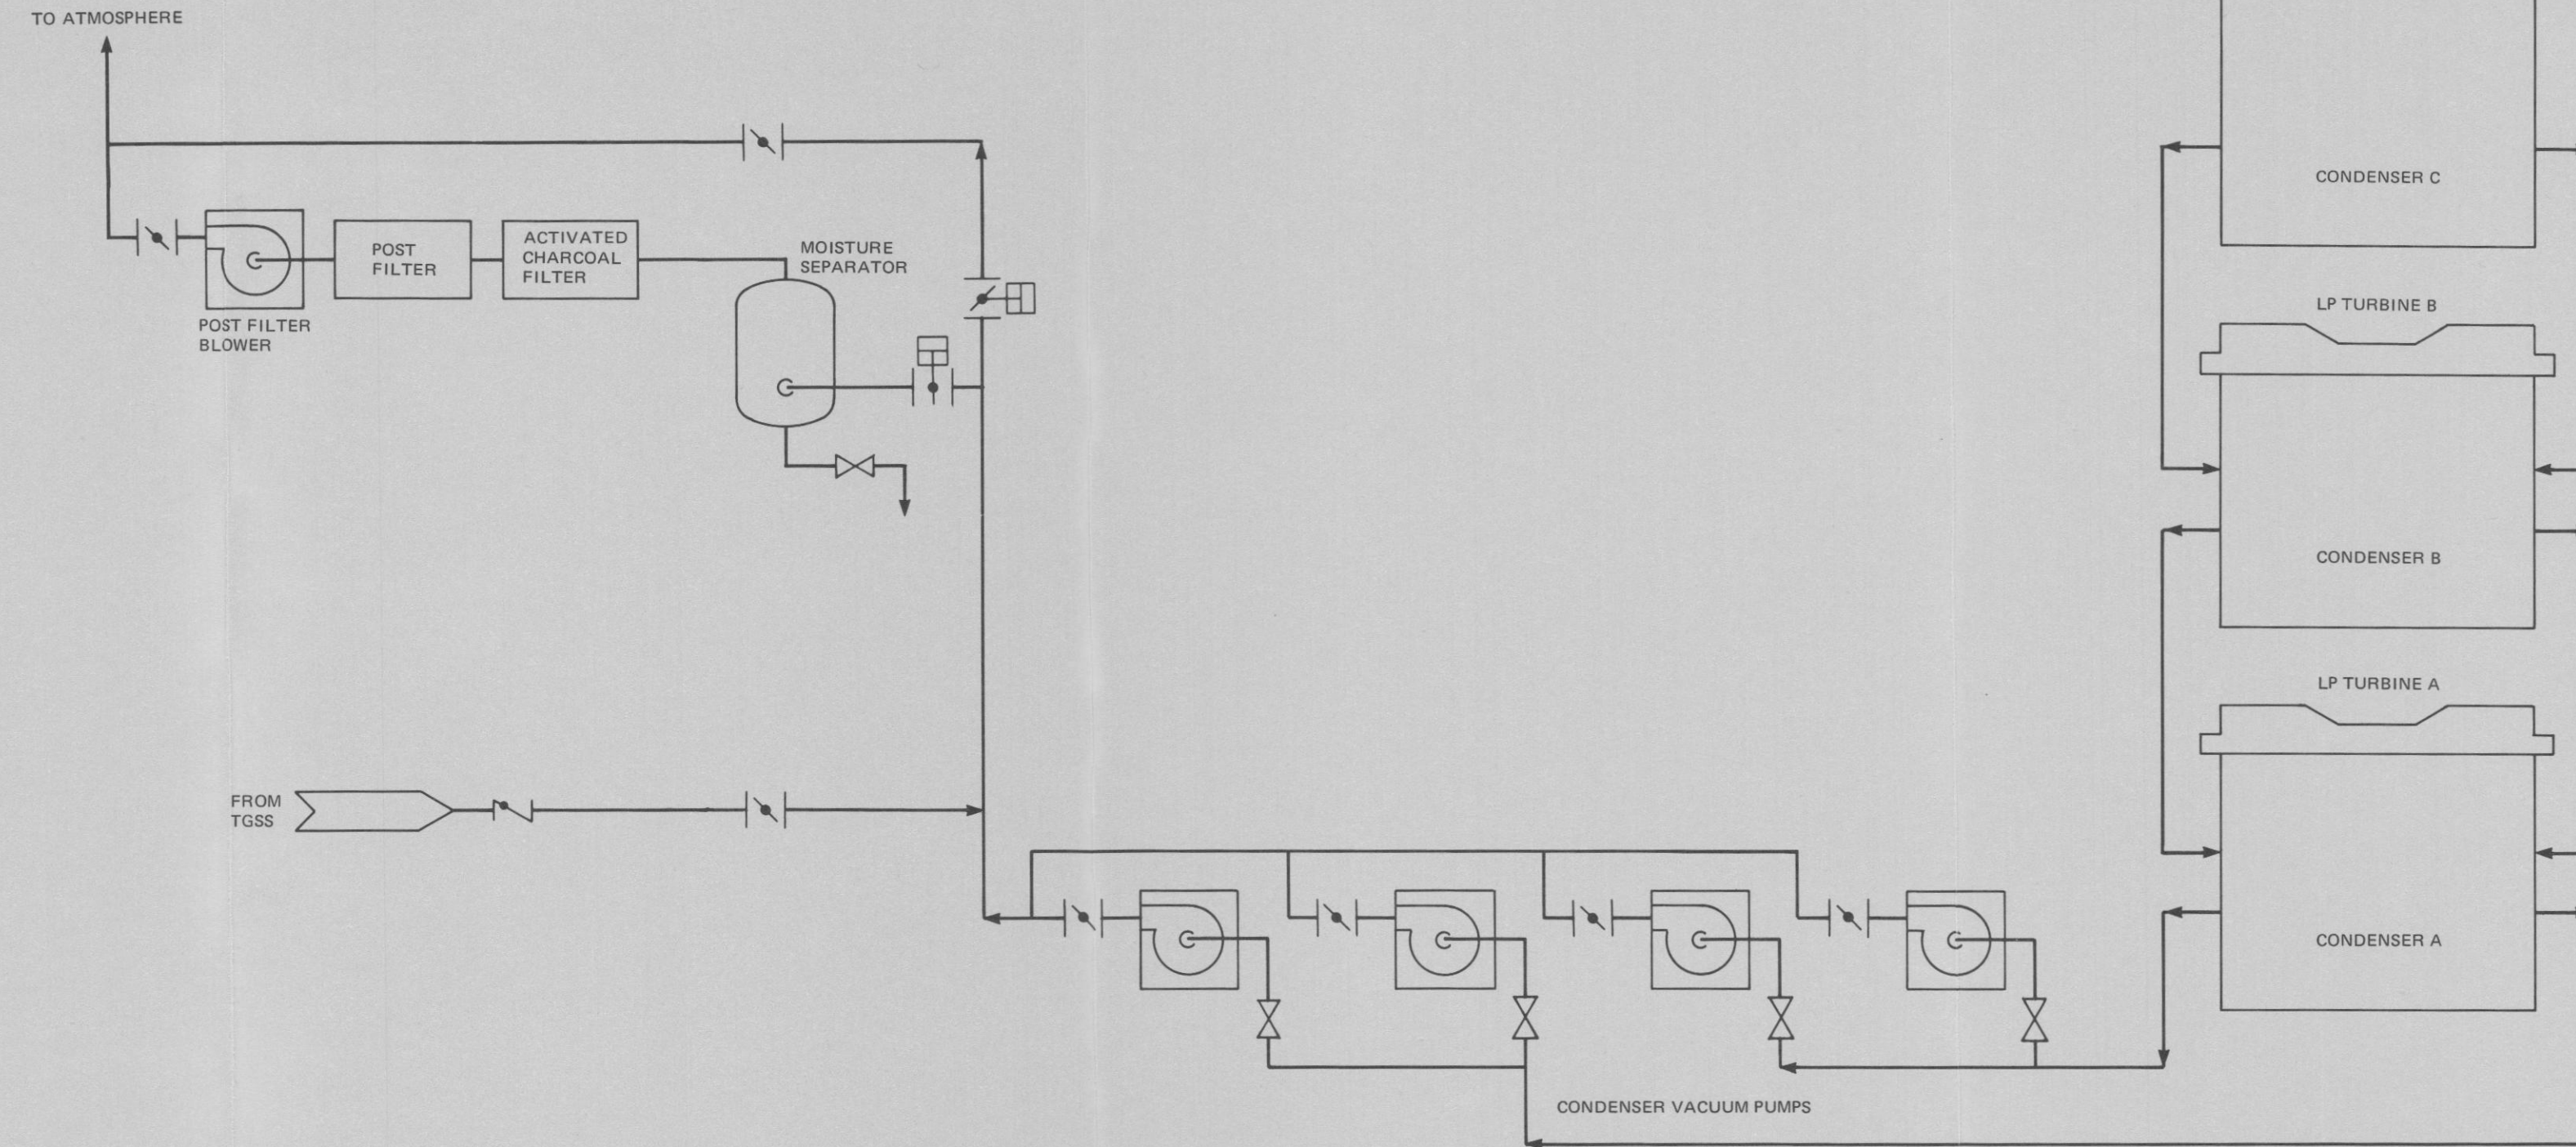 TO ATMOSPHERE
POST
FILTER
ACTIVATED
CHARCOAL
FILTER
MOISTURE
SEPARATOR
POST FILTER
BLOWER
FROM
TGSS
CONDENSER VACUUM PUMPS
CONDENSER C
LP TURBINE B
CONDENSER B
LP TURBINE A
CONDENSER A